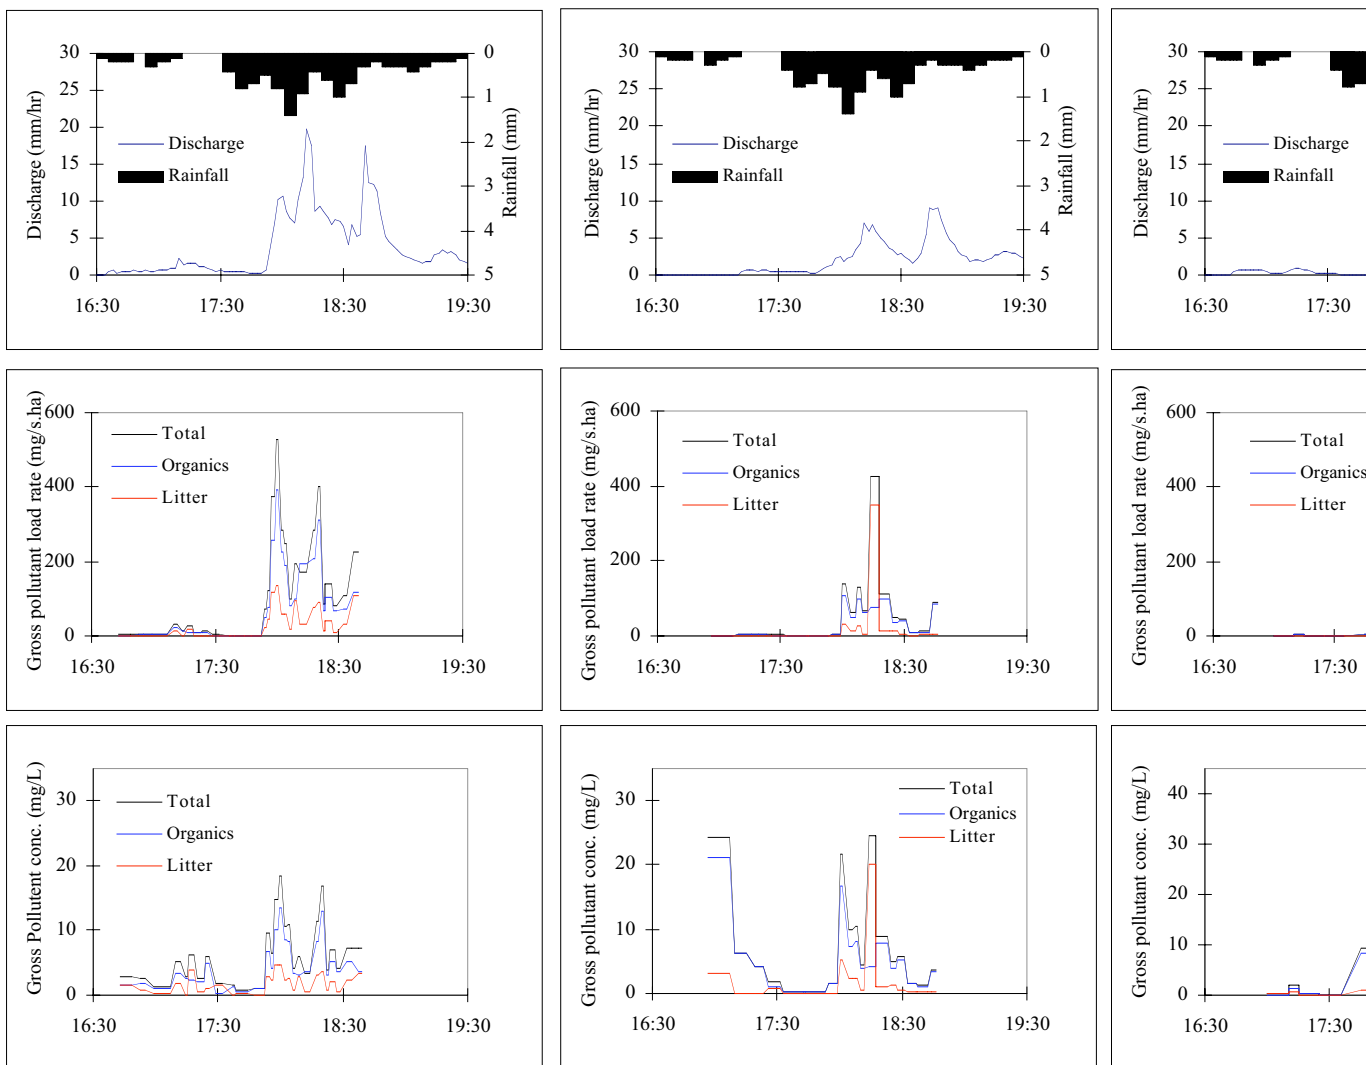 Discharge (mm/hr)
30
25
20
15
10
5
0
Discharge
Rainfall
0
1
2
3
4
5
Rainfall (mm)
16:30 17:30 18:30 19:30
Discharge (mm/hr)
30
25
20
15
10
5
0
Discharge
Rainfall
0
1
2
3
4
5
Rainfall (mm)
16:30 17:30 18:30 19:30
Discharge (mm/hr)
30
25
20
15
10
5
0
Discharge
Rainfall
16:30 17:30
Gross pollutant load rate (mg/s.ha)
600
400
200
0
Total
Organics
Litter
16:30 17:30 18:30 19:30
Gross pollutant load rate (mg/s.ha)
600
400
200
0
Total
Organics
Litter
16:30 17:30 18:30 19:30
Gross pollutant load rate (mg/s.ha)
600
400
200
0
Total
Organics
Litter
16:30 17:30
Gross Pollutent conc. (mg/L)
30
20
10
0
Total
Organics
Litter
16:30 17:30 18:30 19:30
Gross pollutant conc. (mg/L)
30
20
10
0
Total
Organics
Litter
16:30 17:30 18:30 19:30
Gross pollutant conc. (mg/L)
40
30
20
10
0
16:30 17:30